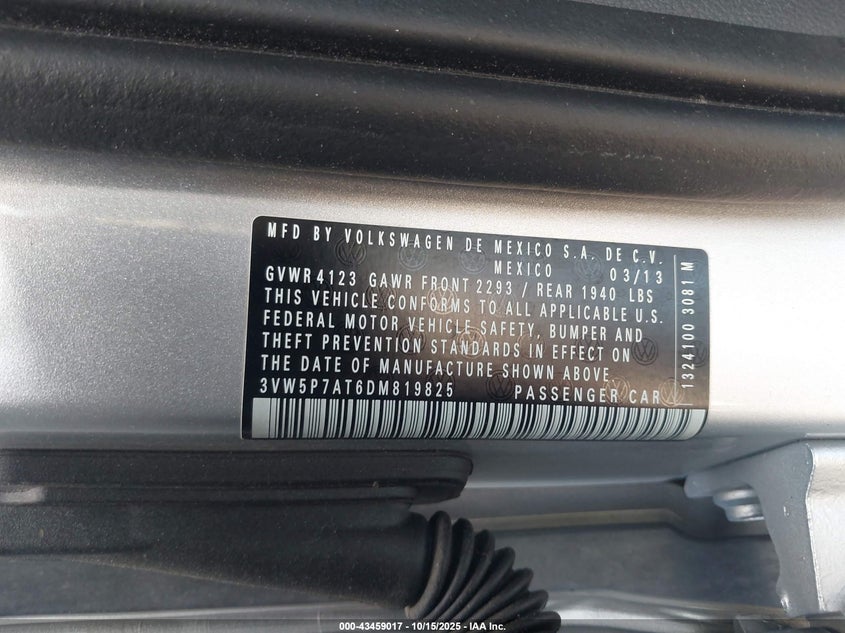 MFD BY VOLKSWAGEN DE MEXICO S.A. DE C.V.
MEXICO 03/13
GVWR 4123 GAWR FRONT 2293 / REAR 1940 LBS
THIS VEHICLE CONFORMS TO ALL APPLICABLE U.S.
FEDERAL MOTOR VEHICLE SAFETY, BUMPER AND
THEFT PREVENTION STANDARDS IN EFFECT ON
THE DATE OF MANUFACTURE SHOWN ABOVE.
3VW5P7AT6DM819825 PASSENGER CAR
1324100 3081 M
000-43459017 - 10/15/2025 - IAA Inc.